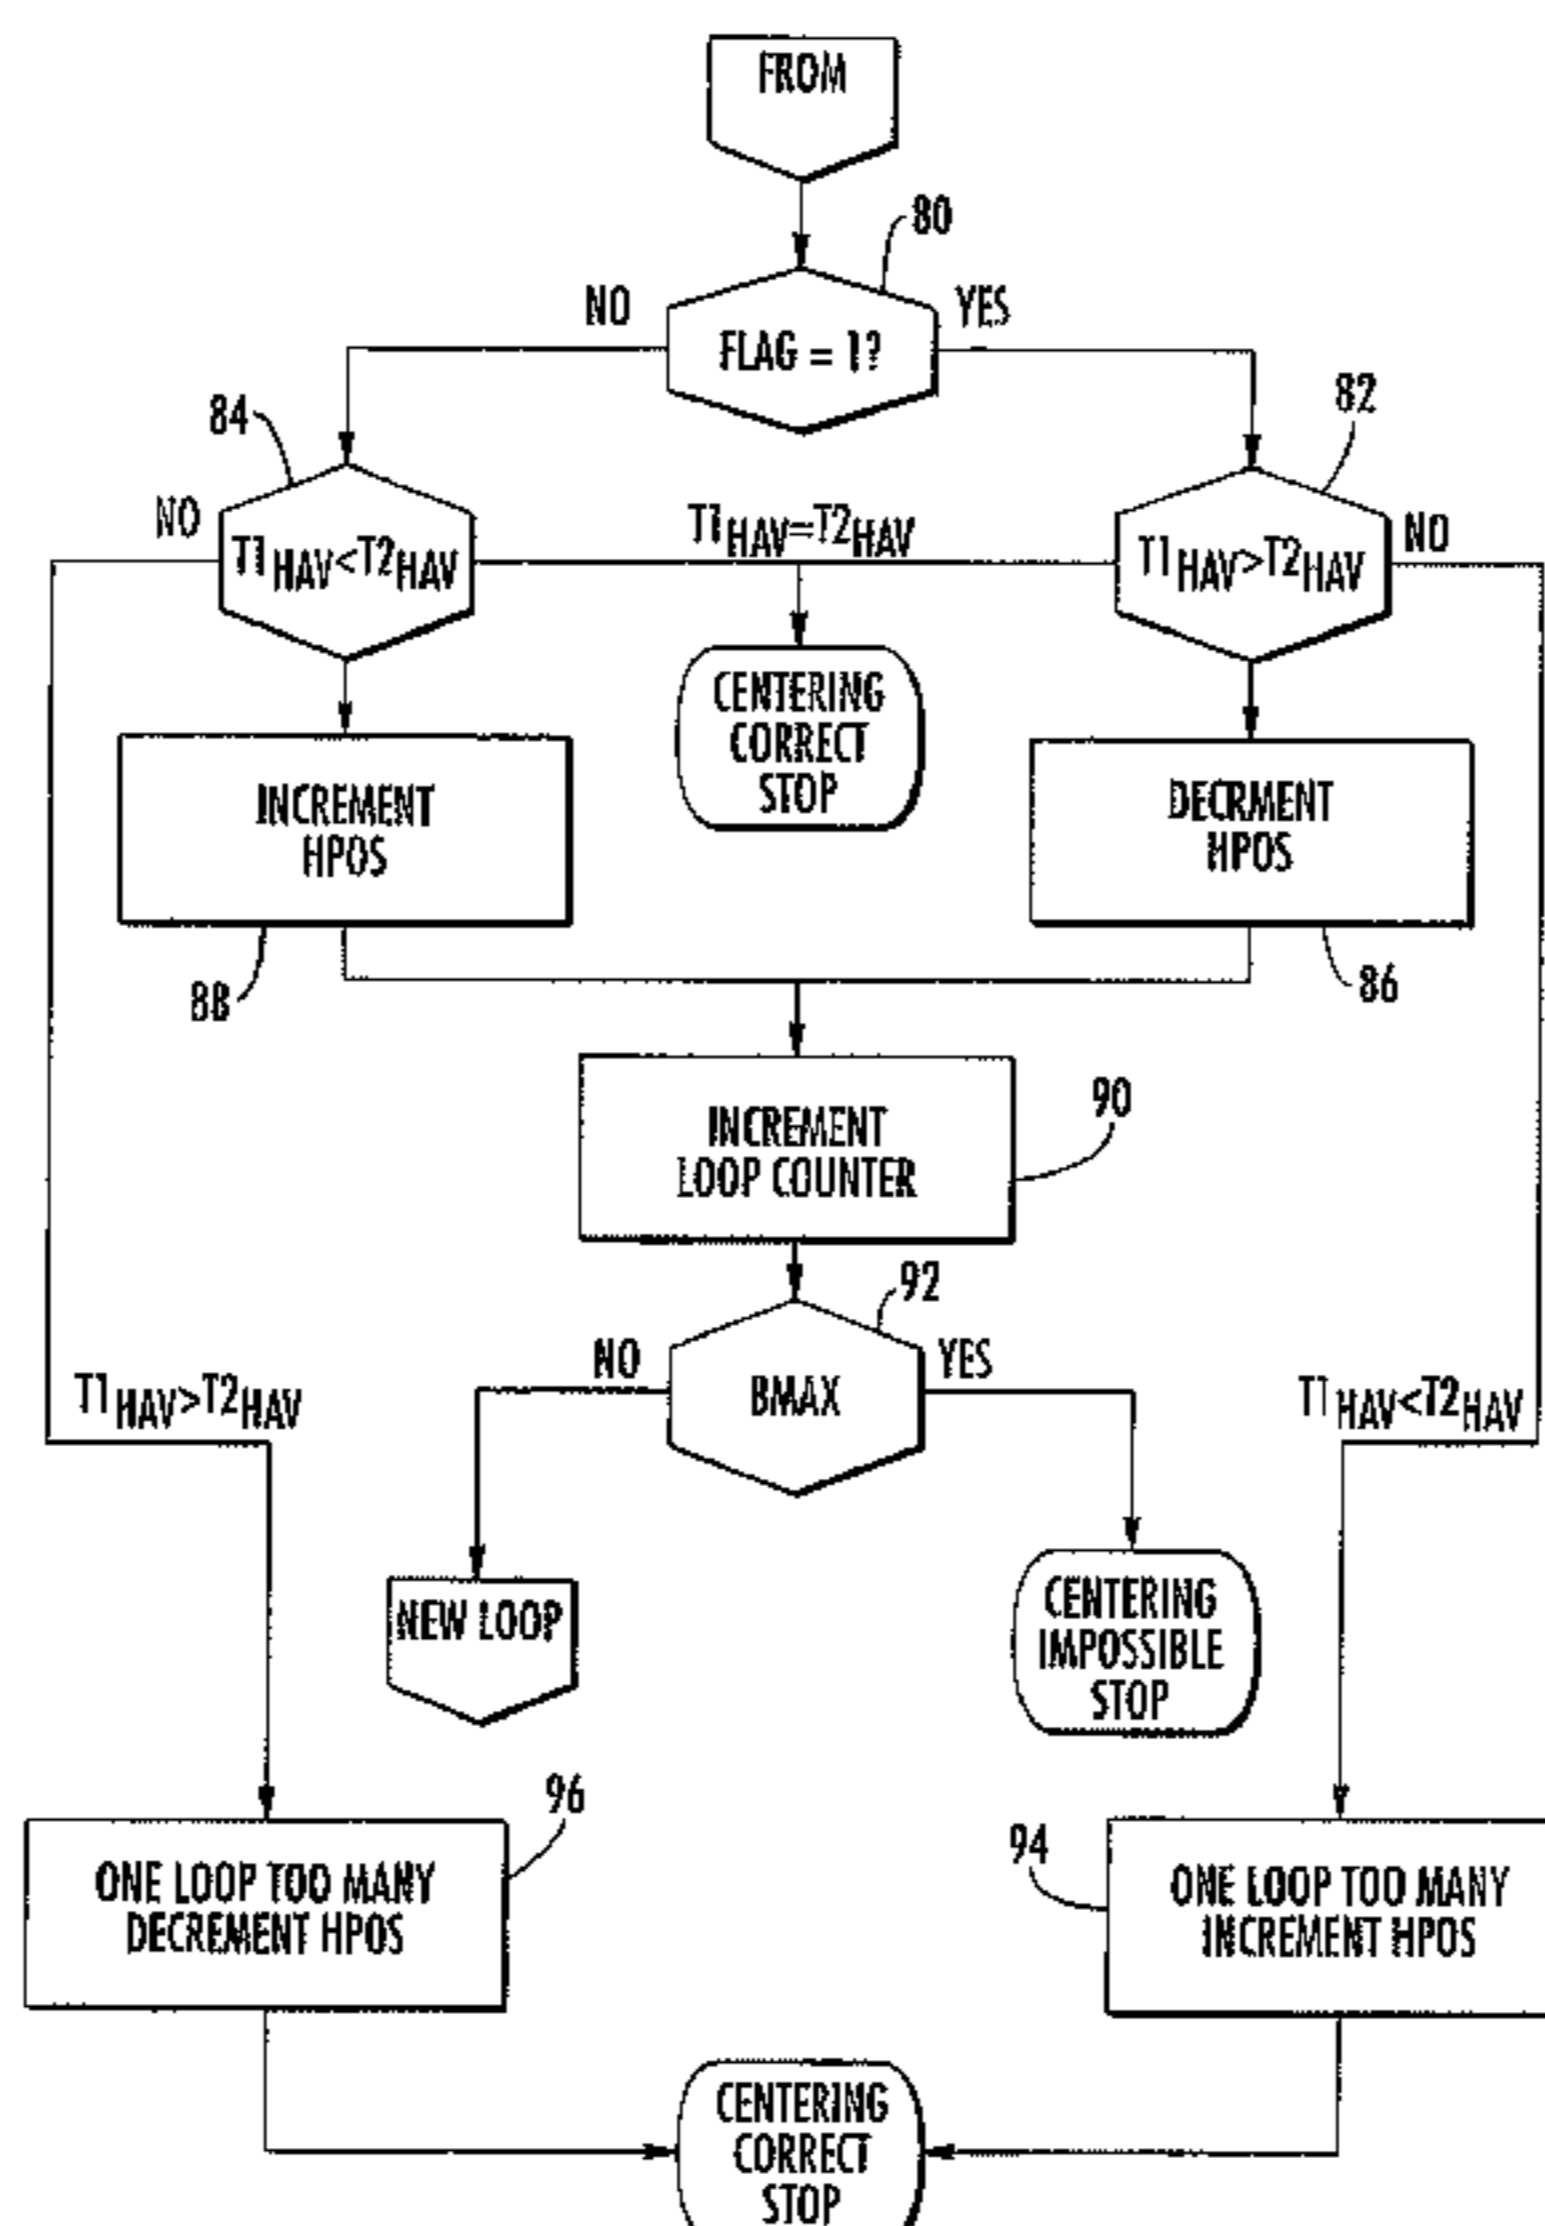 FROM
80
NO
YES
FLAG = 1?
84
82
NO
T1HAV<T2HAV
T1HAV=T2HAV
T1HAV>T2HAV
NO
CENTERING
CORRECT
STOP
INCREMENT
HPOS
DECRMENT
HPOS
88
86
INCREMENT
LOOP COUNTER
90
92
NO
YES
BMAX
T1HAV>T2HAV
T1HAV<T2HAV
NEW LOOP
CENTERING
IMPOSSIBLE
STOP
96
94
ONE LOOP TOO MANY
DECREMENT HPOS
ONE LOOP TOO MANY
INCREMENT HPOS
CENTERING
CORRECT
STOP